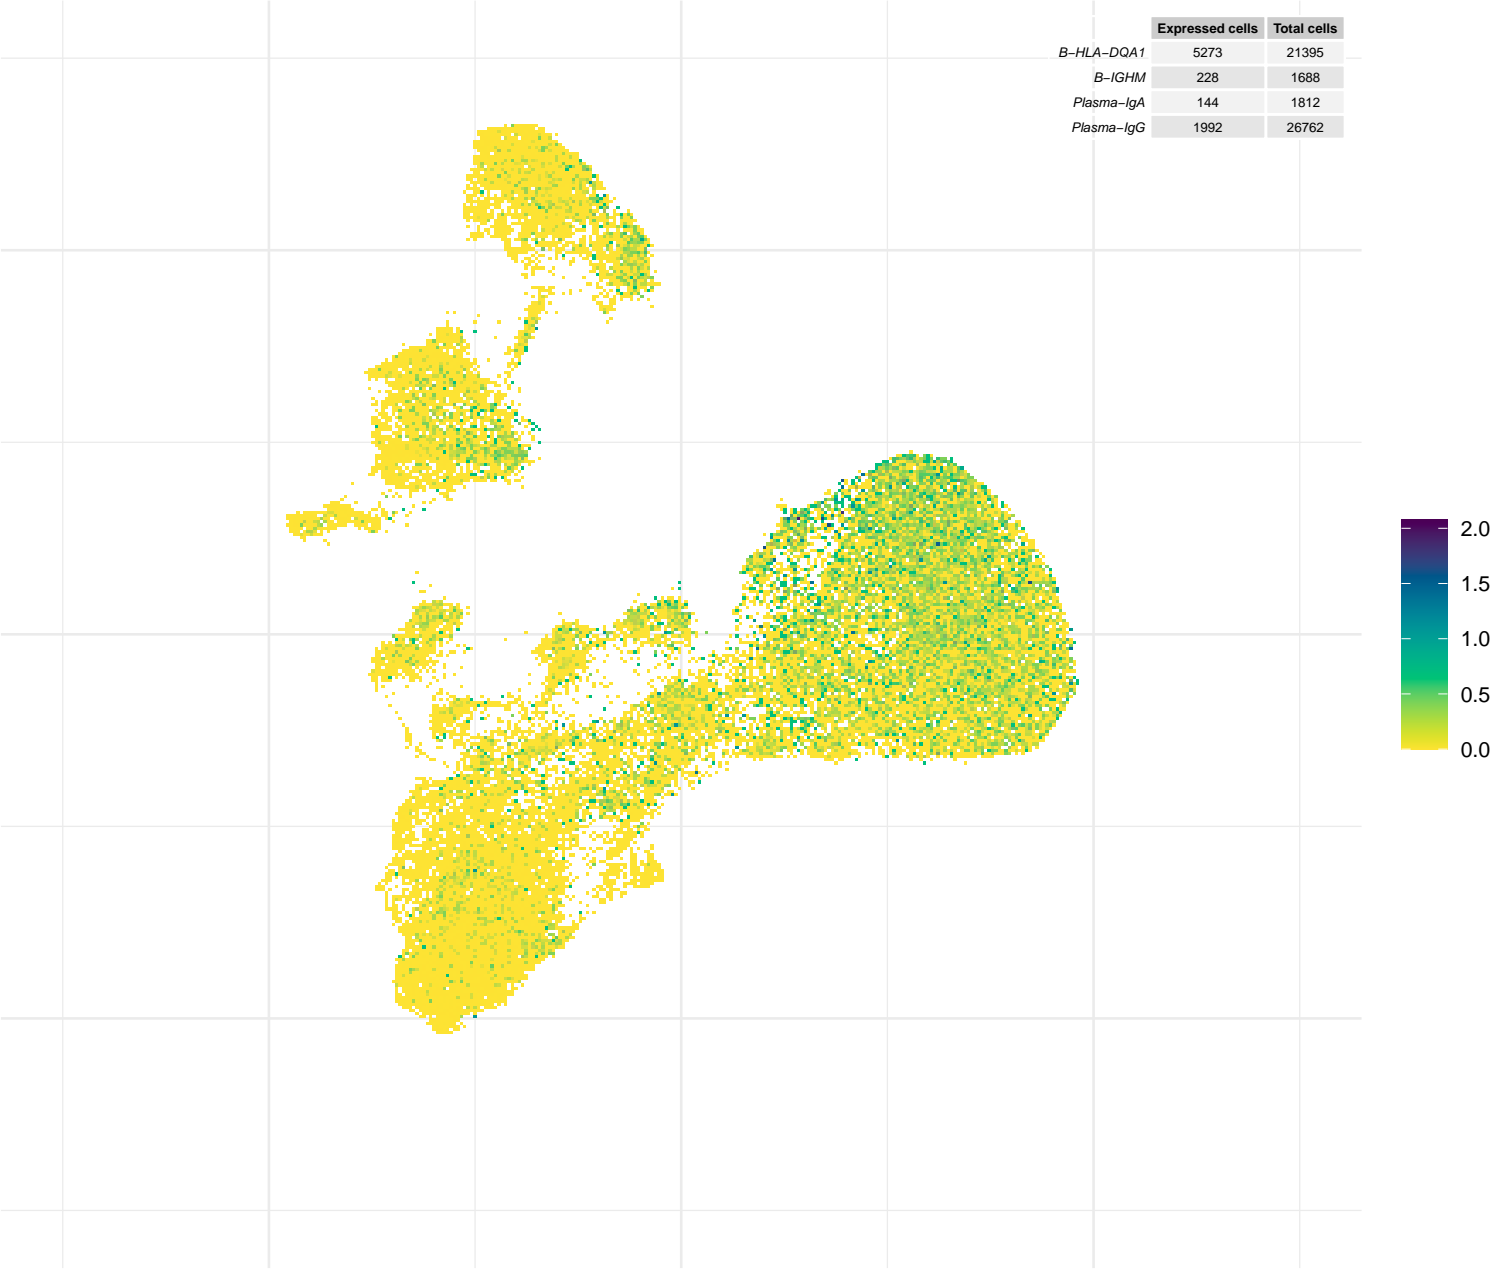 Expressed cells Total cells
B−HLA−DQA1 5273 21395
B−IGHM 228 1688
Plasma−IgA 144 1812
Plasma−IgG 1992 26762
2.0
1.5
1.0
0.5
0.0